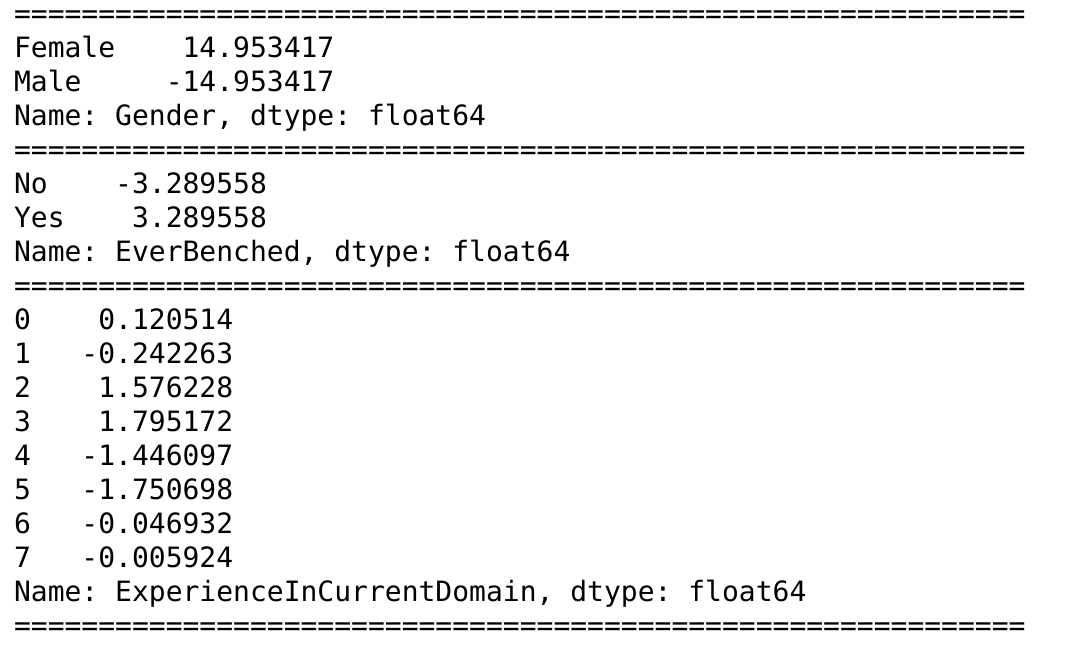 ============================================================
Female    14.953417
Male     -14.953417
Name: Gender, dtype: float64
============================================================
No    -3.289558
Yes    3.289558
Name: EverBenched, dtype: float64
============================================================
0    0.120514
1   -0.242263
2    1.576228
3    1.795172
4   -1.446097
5   -1.750698
6   -0.046932
7   -0.005924
Name: ExperienceInCurrentDomain, dtype: float64
============================================================